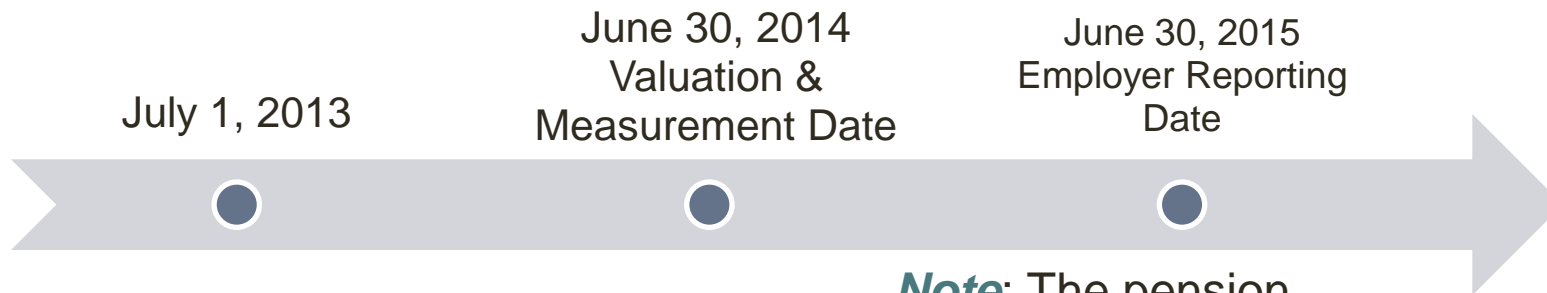 July 1, 2013
June 30, 2014
Valuation &
Measurement Date
June 30, 2015
Employer Reporting
Date
Note: The pension